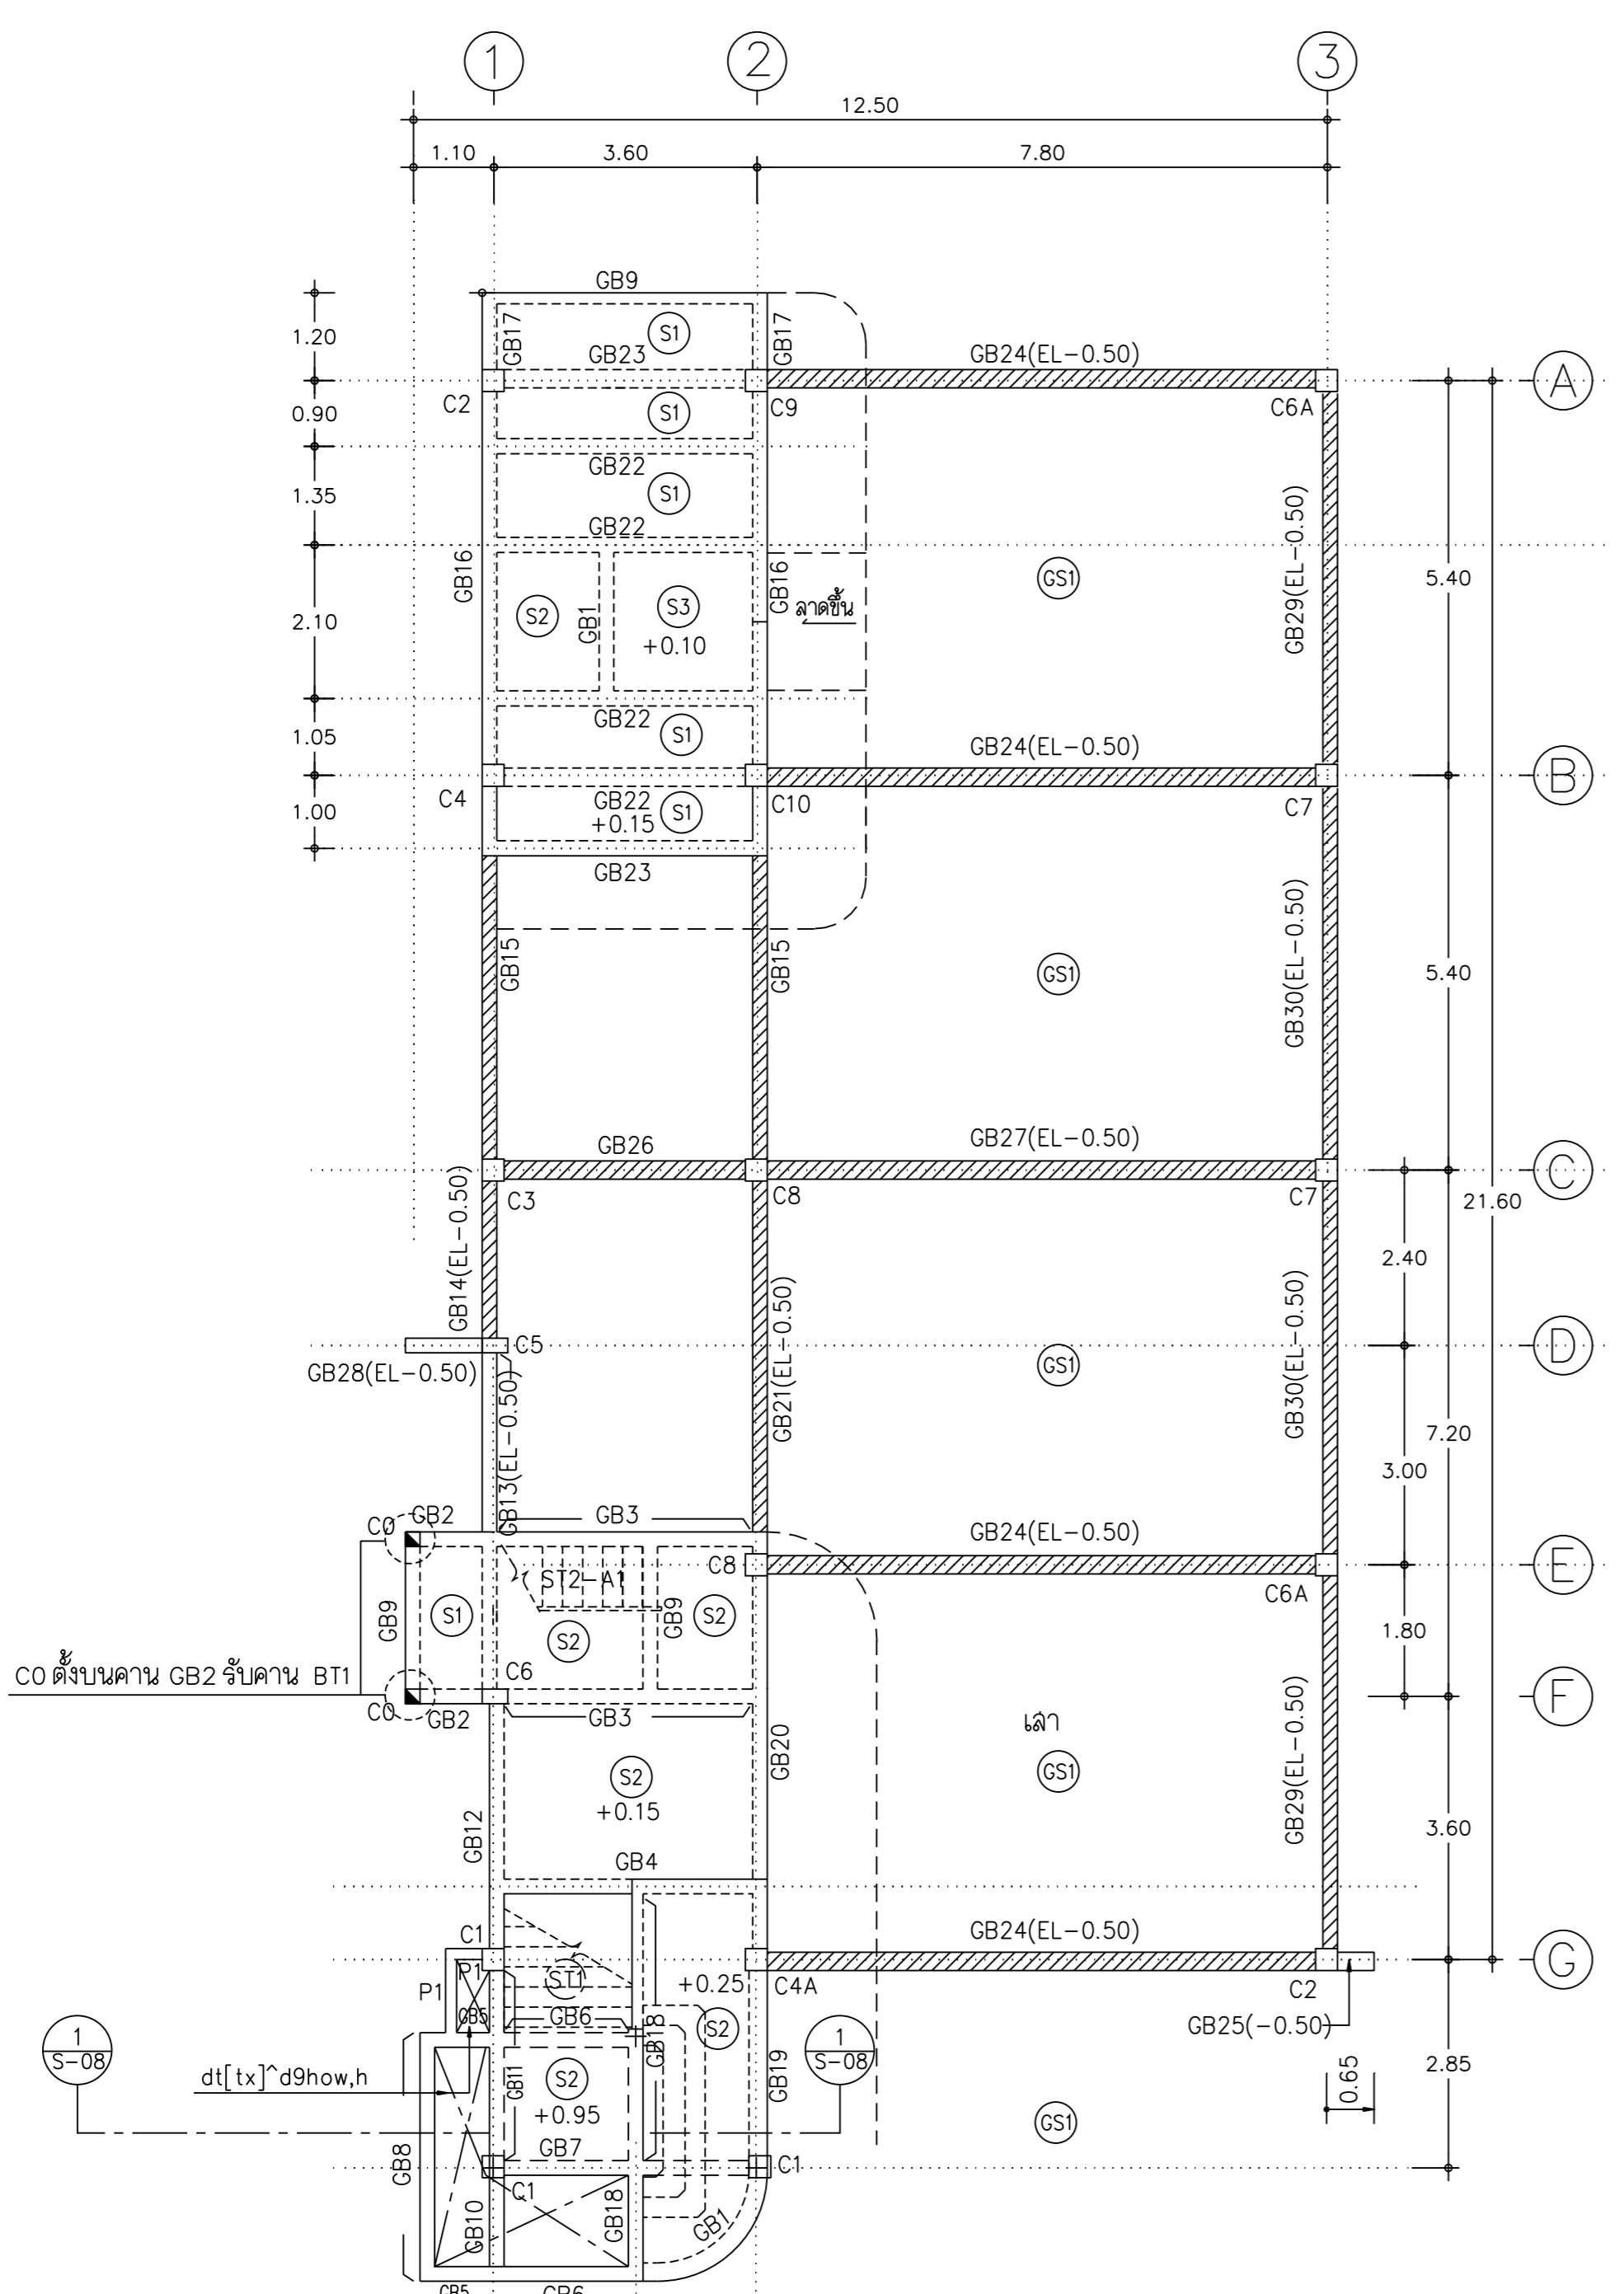 1
2
3
12.50
1.10
3.60
7.80
GB9
1.20
GB17
S1
GB17
GB23
GB24(EL-0.50)
A
C2
0.90
S1
C9
C6A
GB22
S1
1.35
GB22
GB29(EL-0.50)
GB16
GB16
GS1
5.40
S2
GB1
S3
ลาดขึ้น
2.10
+0.10
GB22
S1
1.05
GB24(EL-0.50)
B
C4
GB22
S1
C10
C7
1.00
+0.15
GB23
GB15
GB15
GS1
GB30(EL-0.50)
5.40
GB26
GB27(EL-0.50)
C
C3
C8
C7
21.60
GB14(EL-0.50)
2.40
C5
D
GB28(EL-0.50)
GB21(EL-0.50)
GS1
GB30(EL-0.50)
GB13(EL-0.50)
7.20
3.00
C0
GB2
GB3
GB24(EL-0.50)
C8
E
ST2-A1
C6A
GB9
S1
GB9
S2
S2
1.80
C0 ตั้งบนคาน GB2 รับคาน BT1
C6
C0
GB2
GB3
F
เสา
GB20
S2
GS1
GB29(EL-0.50)
+0.15
GB12
3.60
GB4
C1
GB24(EL-0.50)
G
P1
P1
ST1
+0.25
C4A
C2
GB5
GB6
GB18
S2
GB25(-0.50)
1
S-08
1
S-08
dt[tx]^d9how,h
GB11
S2
GB19
0.65
2.85
+0.95
GS1
GB8
GB7
C1
C1
GB10
GB18
GB1
GB5
GB6